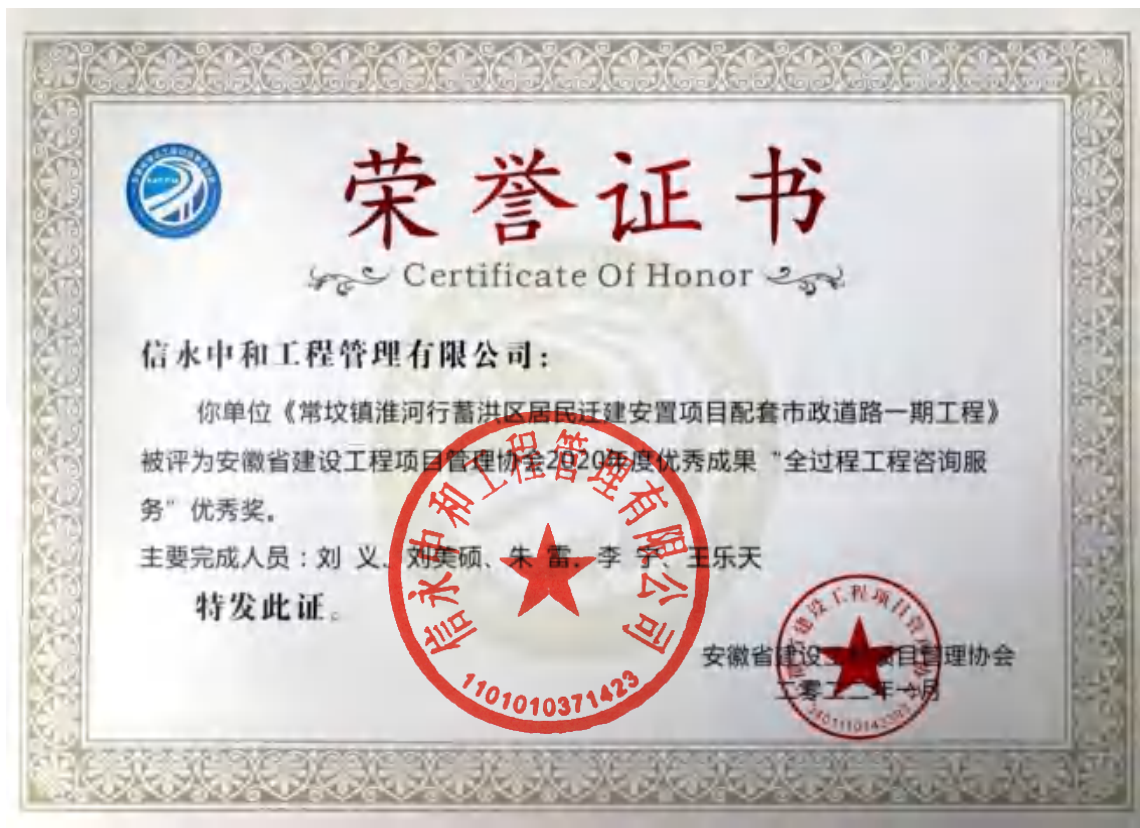 荣誉证书
Certificate Of Honor
信永中和工程管理有限公司：
你单位《常坟镇淮河行蓄洪区居民迁建安置项目配套市政道路一期工程》
被评为安徽省建设工程项目管理协会2020年度优秀成果“全过程工程咨询服
务”优秀奖。
主要完成人员：刘 义、刘美硕、朱 雷、李 宁、王乐天
特发此证。
信永中和工程管理有限公司
1101010371423
安徽省建设工程项目管理协会